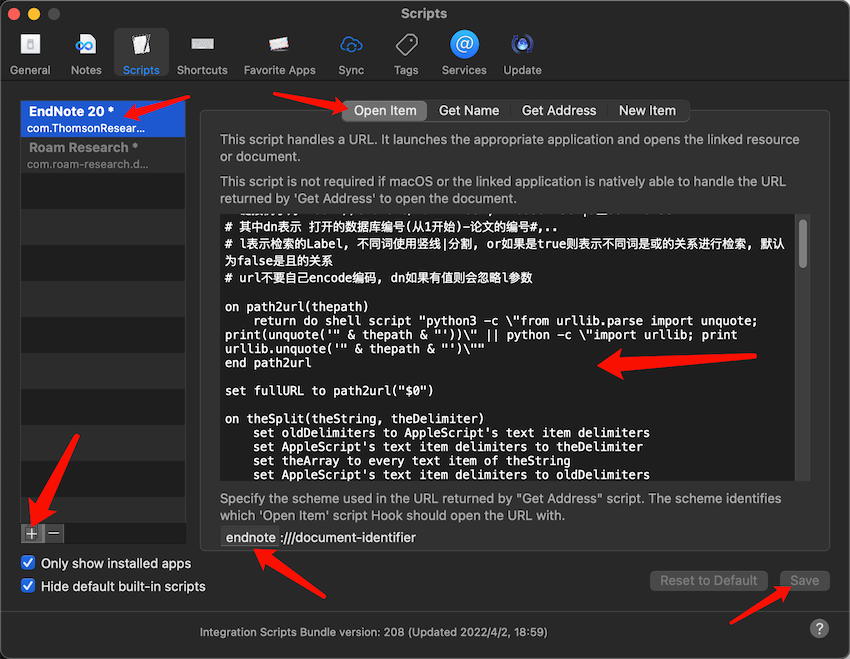 Scripts
General
Notes
Scripts
Shortcuts
Favorite Apps
Sync
Tags
Services
Update
EndNote 20 *
com.ThomsonResear...
Roam Research *
com.roam-research.d...
Open Item
Get Name
Get Address
New Item
This script handles a URL. It launches the appropriate application and opens the linked resource
or document.
This script is not required if macOS or the linked application is natively able to handle the URL
returned by 'Get Address' to open the document.
# 其中dn表示 打开的数据库编号(从1开始)-论文的编号#,..
# l表示检索的Label, 不同词使用竖线|分割, or如果是true则表示不同词是或的关系进行检索, 默认
为false是且的关系
# url不要自己encode编码, dn如果有值则会忽略l参数
on path2url(thepath)
return do shell script "python3 -c \"from urllib.parse import unquote;
print(unquote('" & thepath & "'))\" || python -c \"import urllib; print
urllib.unquote('" & thepath & "')\""
end path2url
set fullURL to path2url("$0")
on theSplit(theString, theDelimiter)
set oldDelimiters to AppleScript's text item delimiters
set AppleScript's text item delimiters to theDelimiter
set theArray to every text item of theString
set AppleScript's text item delimiters to oldDelimiters
Specify the scheme used in the URL returned by "Get Address" script. The scheme identifies
which 'Open Item' script Hook should open the URL with.
endnote :///document-identifier
Only show installed apps
Hide default built-in scripts
Reset to Default
Save
Integration Scripts Bundle version: 208 (Updated 2022/4/2, 18:59)
?